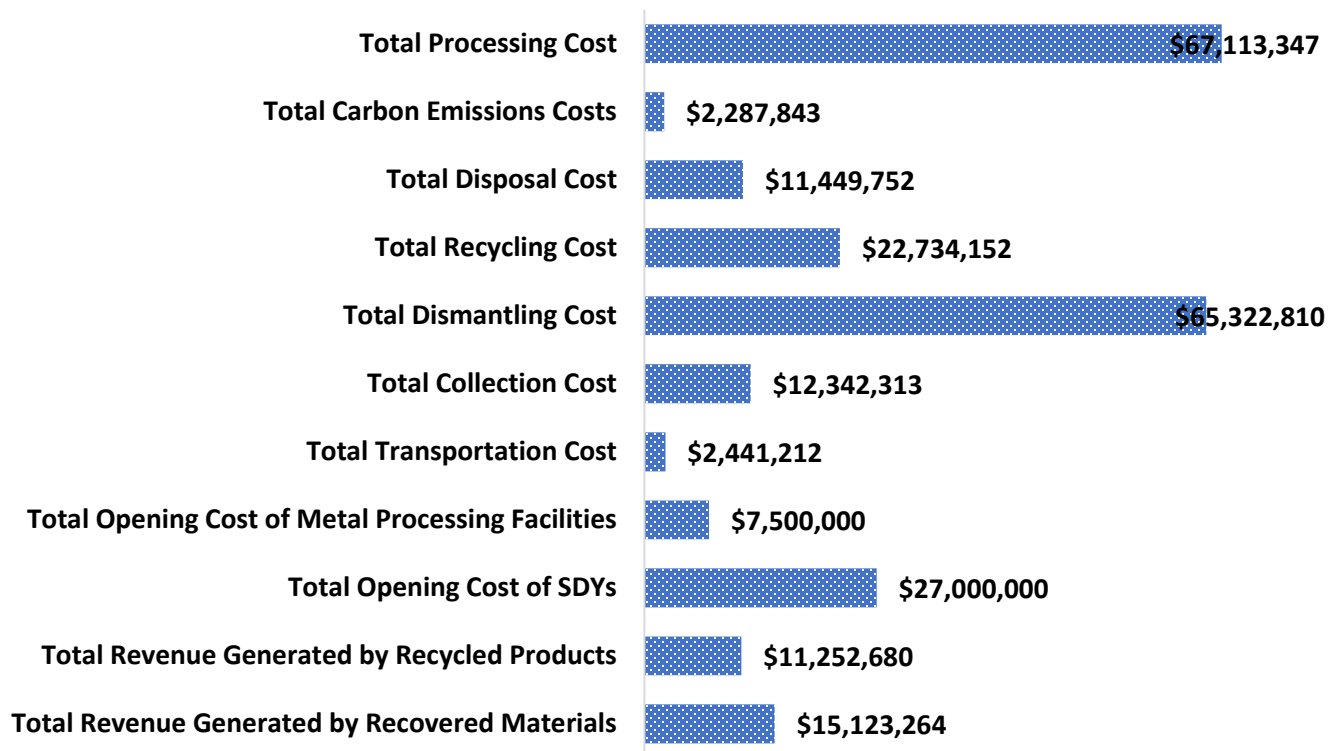 Total Processing Cost $67,113,347
Total Carbon Emissions Costs $2,287,843
Total Disposal Cost $11,449,752
Total Recycling Cost $22,734,152
Total Dismantling Cost $65,322,810
Total Collection Cost $12,342,313
Total Transportation Cost $2,441,212
Total Opening Cost of Metal Processing Facilities $7,500,000
Total Opening Cost of SDYs $27,000,000
Total Revenue Generated by Recycled Products $11,252,680
Total Revenue Generated by Recovered Materials $15,123,264